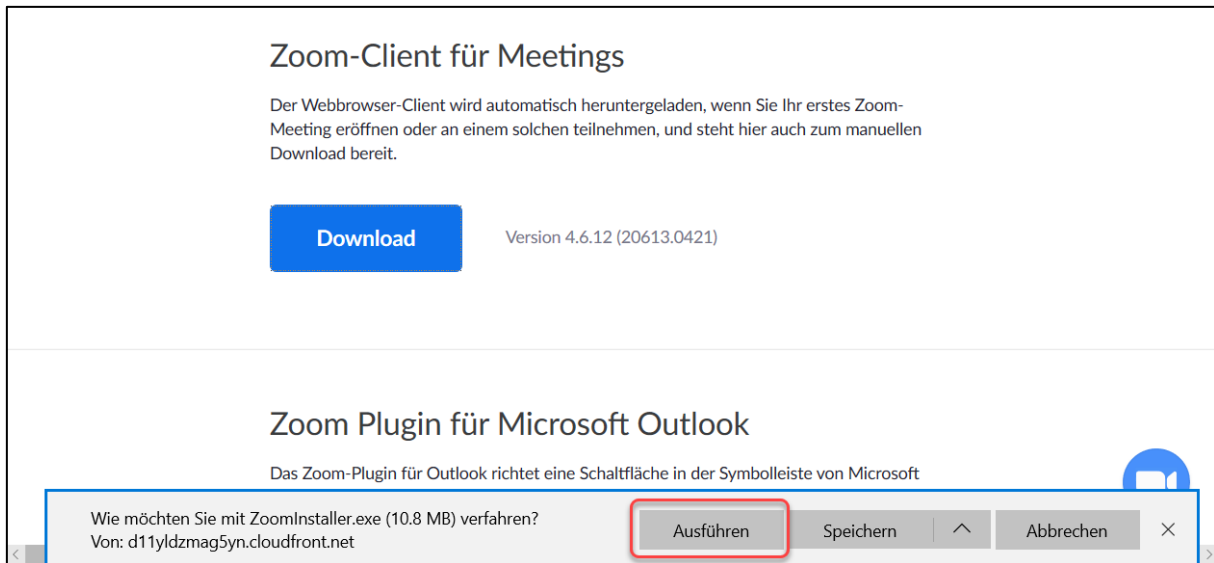 Zoom-Client für Meetings
Der Webbrowser-Client wird automatisch heruntergeladen, wenn Sie Ihr erstes Zoom-
Meeting eröffnen oder an einem solchen teilnehmen, und steht hier auch zum manuellen
Download bereit.
Download
Version 4.6.12 (20613.0421)
Zoom Plugin für Microsoft Outlook
Das Zoom-Plugin für Outlook richtet eine Schaltfläche in der Symbolleiste von Microsoft
Wie möchten Sie mit ZoomInstaller.exe (10.8 MB) verfahren?
Von: d11yldzmag5yn.cloudfront.net
Ausführen
Speichern
Abbrechen